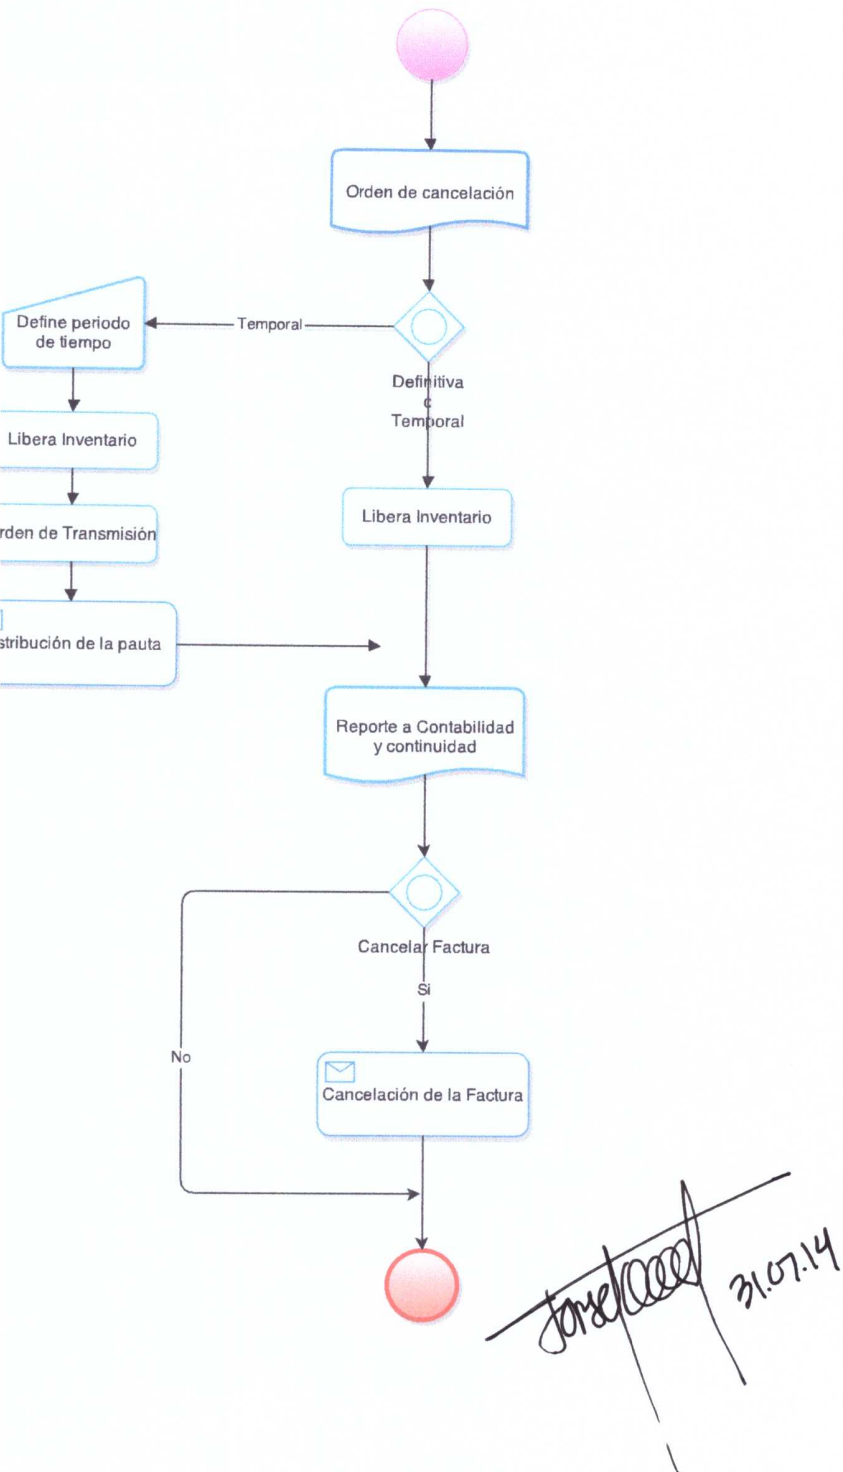 Orden de cancelación
Temporal
Define periodo
de tiempo
Definitiva
o
Temporal
Libera Inventario
Libera Inventario
rden de Transmisión
stribución de la pauta
Reporte a Contabilidad
y continuidad
Cancelar Factura
Si
No
Cancelación de la Factura
31.07.14